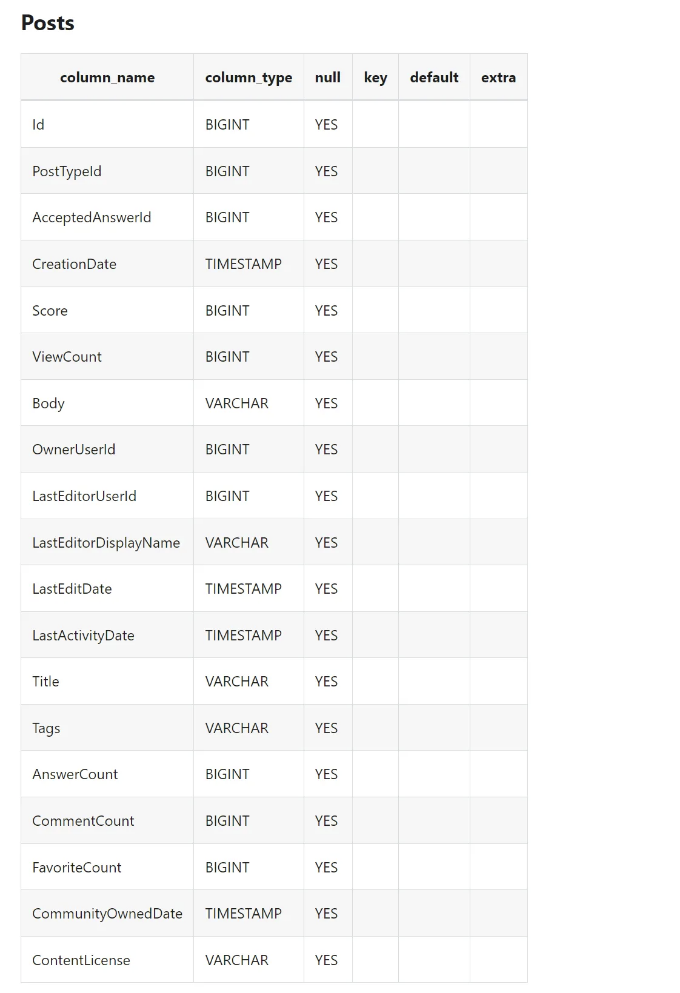 Posts
column_name column_type null key default extra
Id BIGINT YES
PostTypeId BIGINT YES
AcceptedAnswerId BIGINT YES
CreationDate TIMESTAMP YES
Score BIGINT YES
ViewCount BIGINT YES
Body VARCHAR YES
OwnerUserId BIGINT YES
LastEditorUserId BIGINT YES
LastEditorDisplayName VARCHAR YES
LastEditDate TIMESTAMP YES
LastActivityDate TIMESTAMP YES
Title VARCHAR YES
Tags VARCHAR YES
AnswerCount BIGINT YES
CommentCount BIGINT YES
FavoriteCount BIGINT YES
CommunityOwnedDate TIMESTAMP YES
ContentLicense VARCHAR YES